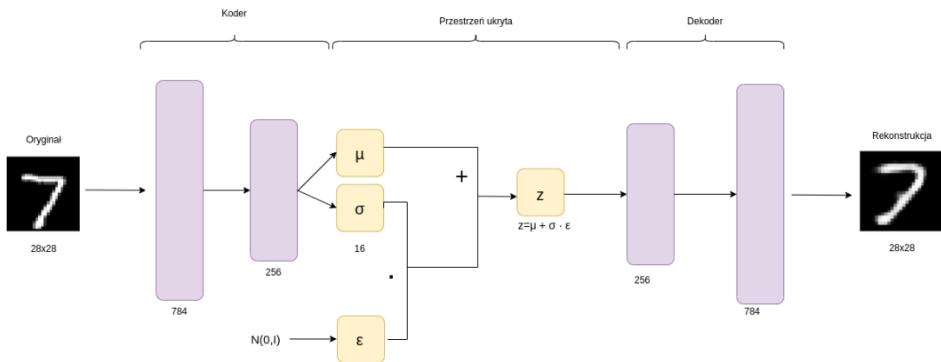 Koder
Przestrzeń ukryta
Dekoder
Oryginał
28x28
784
256
μ
σ
16
N(0,I)
ε
·
+
z
z=μ + σ · ε
256
784
Rekonstrukcja
28x28